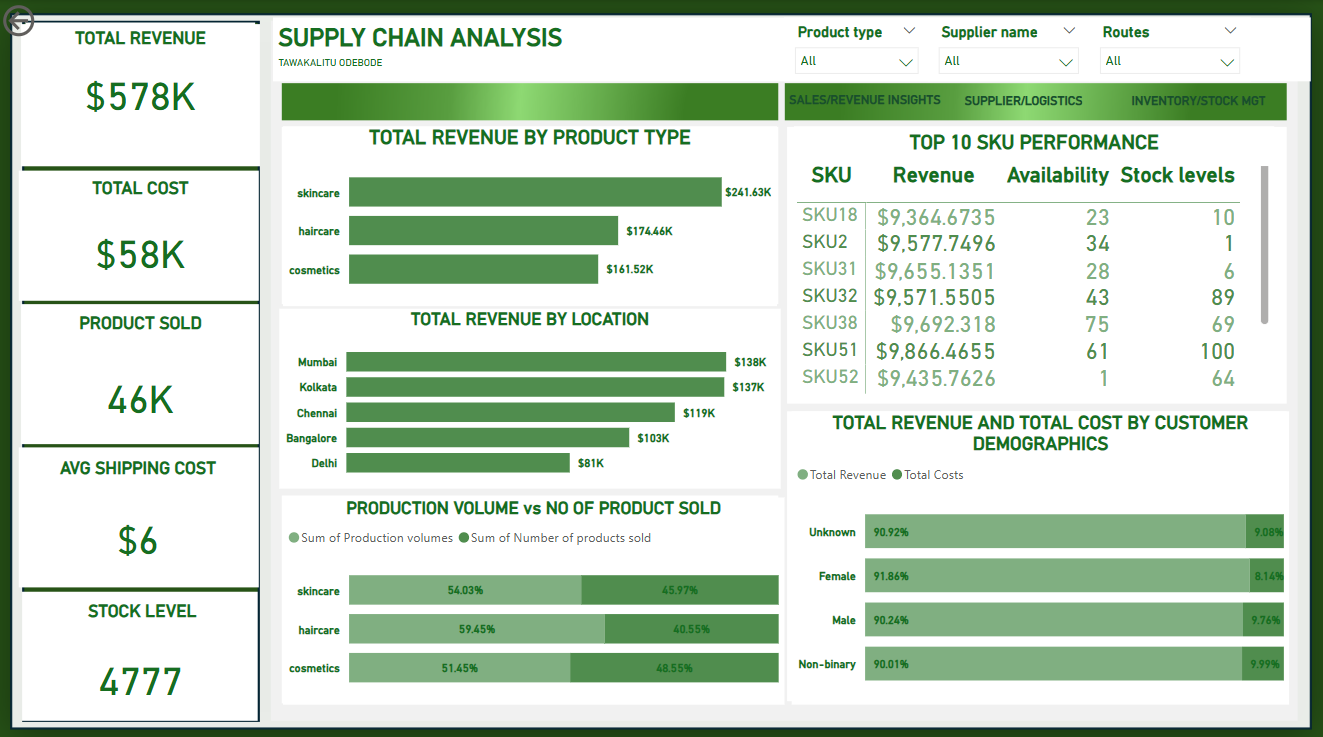 TOTAL REVENUE
$578K
TOTAL COST
$58K
PRODUCT SOLD
46K
AVG SHIPPING COST
$6
STOCK LEVEL
4777
SUPPLY CHAIN ANALYSIS
TAWAKALITU ODEBODE
Product type
All
Supplier name
All
Routes
All
SALES/REVENUE INSIGHTS SUPPLIER/LOGISTICS INVENTORY/STOCK MGT
TOTAL REVENUE BY PRODUCT TYPE
skincare $241.63K
haircare $174.46K
cosmetics $161.52K
TOTAL REVENUE BY LOCATION
Mumbai $138K
Kolkata $137K
Chennai $119K
Bangalore $103K
Delhi $81K
PRODUCTION VOLUME vs NO OF PRODUCT SOLD
Sum of Production volumes Sum of Number of products sold
skincare 54.03% 45.97%
haircare 59.45% 40.55%
cosmetics 51.45% 48.55%
TOP 10 SKU PERFORMANCE
SKU Revenue Availability Stock levels
SKU18 $9,364.6735 23 10
SKU2 $9,577.7496 34 1
SKU31 $9,655.1351 28 6
SKU32 $9,571.5505 43 89
SKU38 $9,692.318 75 69
SKU51 $9,866.4655 61 100
SKU52 $9,435.7626 1 64
TOTAL REVENUE AND TOTAL COST BY CUSTOMER
DEMOGRAPHICS
Total Revenue Total Costs
Unknown 90.92% 9.08%
Female 91.86% 8.14%
Male 90.24% 9.76%
Non-binary 90.01% 9.99%